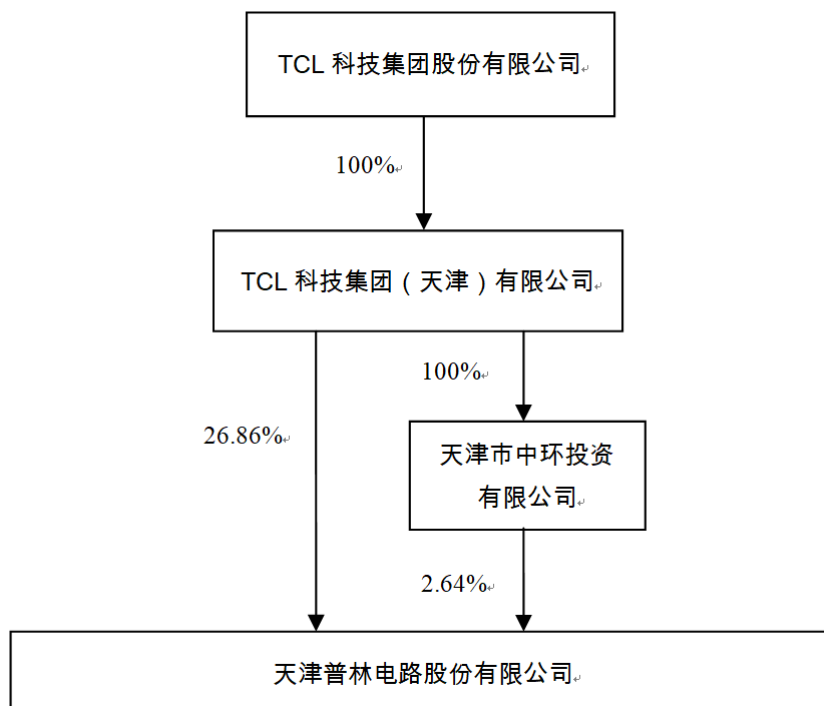 TCL 科技集团股份有限公司
100%
TCL 科技集团（天津）有限公司
100%
26.86%
天津市中环投资
有限公司
2.64%
天津普林电路股份有限公司